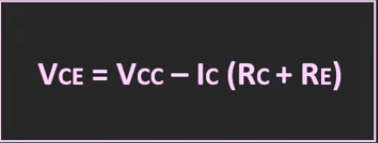 VCE = VCC – IC (RC + RE)